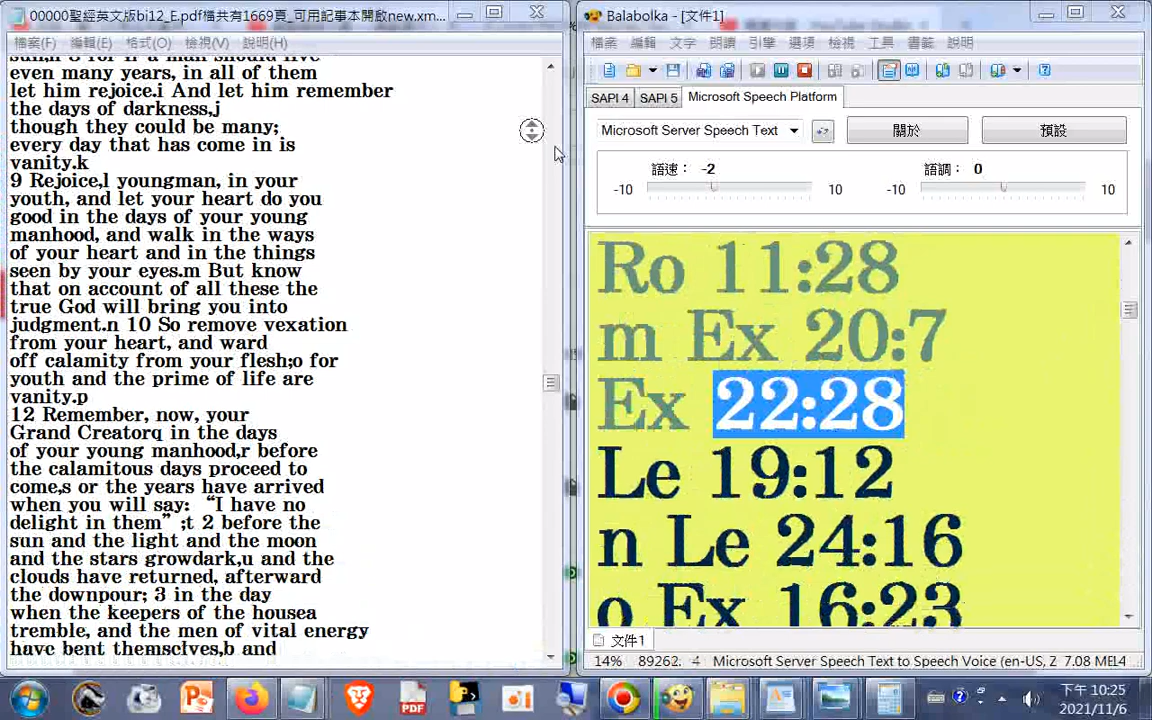 00000聖經英文版bi12_E.pdf檔共有1669頁_可用記事本開啟new.xm...
檔案(F) 編輯(E) 格式(O) 檢視(V) 說明(H)
sun,h 8 for if a man should live
even many years, in all of them
let him rejoice.i And let him remember
the days of darkness,j
though they could be many;
every day that has come in is
vanity.k
9 Rejoice,l youngman, in your
youth, and let your heart do you
good in the days of your young
manhood, and walk in the ways
of your heart and in the things
seen by your eyes.m But know
that on account of all these the
true God will bring you into
judgment.n 10 So remove vexation
from your heart, and ward
off calamity from your flesh;o for
youth and the prime of life are
vanity.p
12 Remember, now, your
Grand Creatorq in the days
of your young manhood,r before
the calamitous days proceed to
come,s or the years have arrived
when you will say: “I have no
delight in them” ;t 2 before the
sun and the light and the moon
and the stars growdark,u and the
clouds have returned, afterward
the downpour; 3 in the day
when the keepers of the housea
tremble, and the men of vital energy
have bent themselves,b and
Balabolka - [文件1]
檔案 編輯 文字 朗讀 引擎 選項 檢視 工具 書籤 說明
SAPI 4 SAPI 5 Microsoft Speech Platform
Microsoft Server Speech Text 關於 預設
語速： -2 語調： 0
-10 10 -10 10
Ro 11:28
m Ex 20:7
Ex 22:28
Le 19:12
n Le 24:16
o Ex 16:23
文件1
14% 89262. 4 Microsoft Server Speech Text to Speech Voice (en-US, Z 7.08 ME14
PDF
下午 10:25
2021/11/6